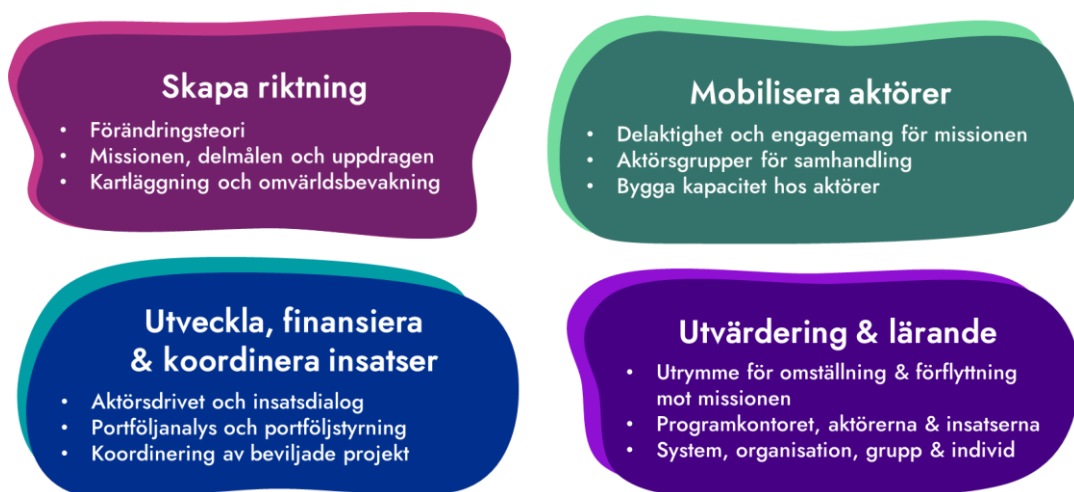 Skapa riktning
• Förändringsteori
• Missionen, delmålen och uppdragen
• Kartläggning och omvärldsbevakning
Mobilisera aktörer
• Delaktighet och engagemang för missionen
• Aktörsgrupper för samhandling
• Bygga kapacitet hos aktörer
Utveckla, finansiera
& koordinera insatser
• Aktörsdrivet och insatsdialog
• Portföljanalys och portföljstyrning
• Koordinering av beviljade projekt
Utvärdering & lärande
• Utrymme för omställning & förflyttning
mot missionen
• Programkontoret, aktörerna & insatserna
• System, organisation, grupp & individ